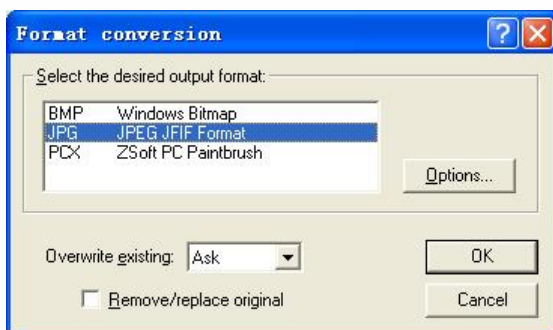 Format conversion
Select the desired output format:
BMP Windows Bitmap
JPG JPEG JFIF Format
PCX ZSoft PC Paintbrush
Options...
Overwrite existing: Ask
OK
Remove/replace original
Cancel